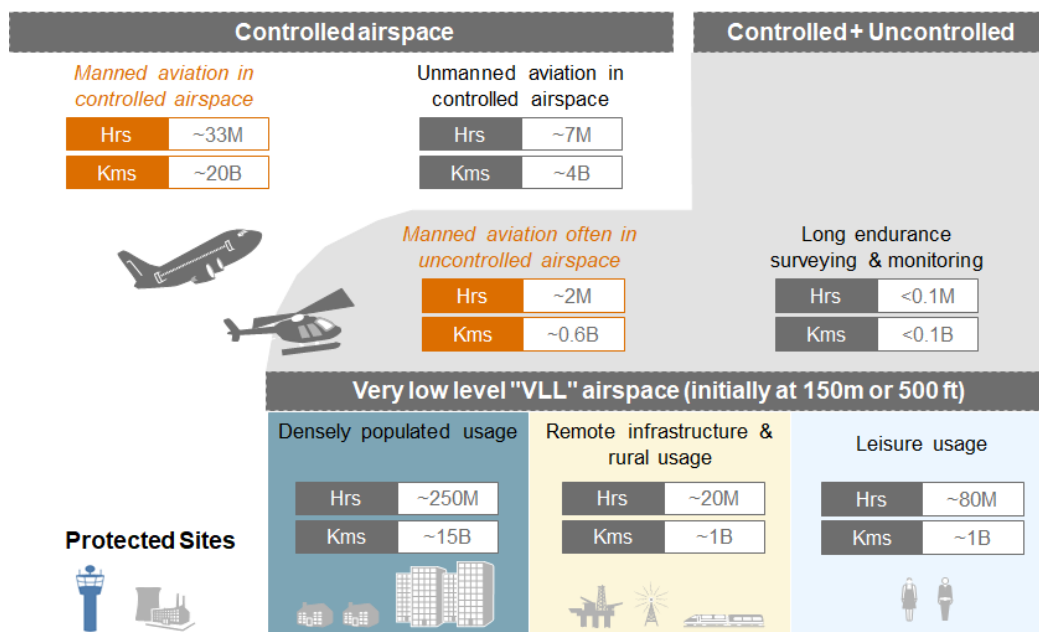 Controlled airspace
Controlled + Uncontrolled
Manned aviation in
controlled airspace
Hrs ~33M
Kms ~20B
Unmanned aviation in
controlled airspace
Hrs ~7M
Kms ~4B
Manned aviation often in
uncontrolled airspace
Hrs ~2M
Kms ~0.6B
Long endurance
surveying & monitoring
Hrs <0.1M
Kms <0.1B
Very low level "VLL" airspace (initially at 150m or 500 ft)
Densely populated usage
Hrs ~250M
Kms ~15B
Remote infrastructure &
rural usage
Hrs ~20M
Kms ~1B
Leisure usage
Hrs ~80M
Kms ~1B
Protected Sites